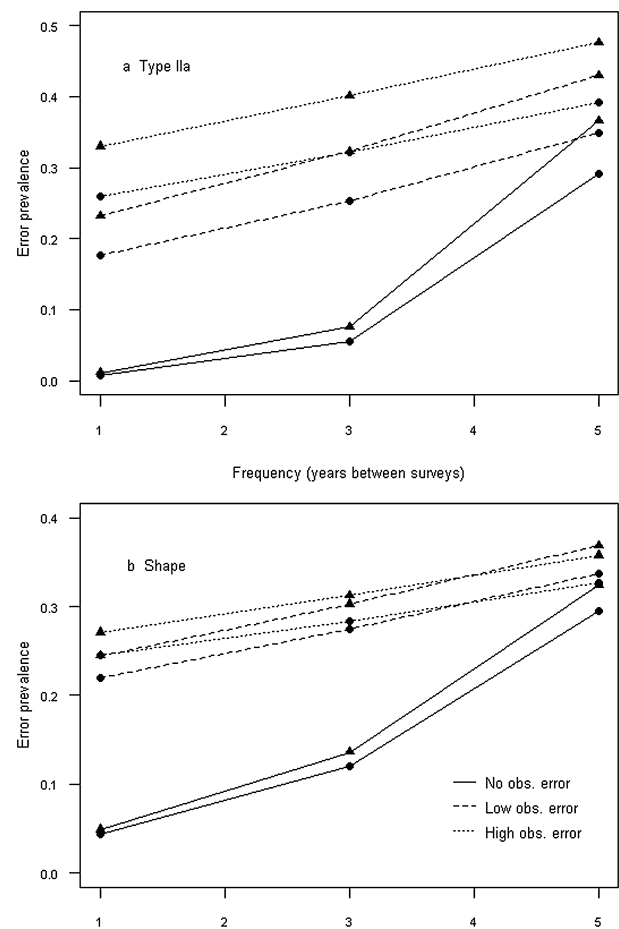 0.5
a Type IIa
0.4
0.3
0.2
0.1
0.0
Error prevalence
1 2 3 4 5
Frequency (years between surveys)
0.4
b Shape
0.3
0.2
0.1
0.0
Error prevalence
No obs. error
Low obs. error
High obs. error
1 2 3 4 5